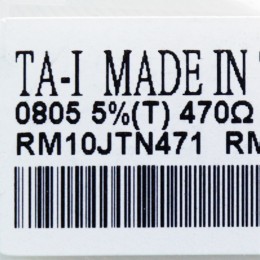 TA-I MADE IN
0805 5%(T) 470Ω
RM10JTN471 RM